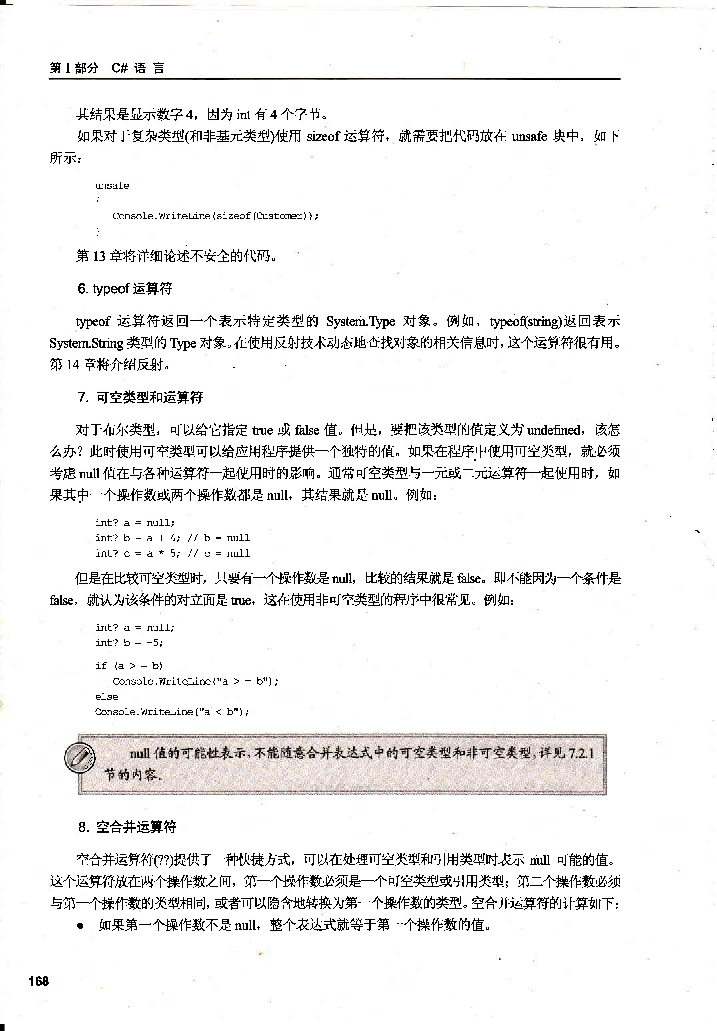 第Ⅰ部分 C# 语 言
其结果是显示数字 4，因为 int 有 4 个字节。
如果对于复杂类型(和非基元类型)使用 sizeof 运算符，就需要把代码放在 unsafe 块中，如下
所示：
unsafe
{
Console.WriteLine(sizeof(Customer));
}
第 13 章将详细论述不安全的代码。
6. typeof 运算符
typeof 运算符返回一个表示特定类型的 System.Type 对象。例如，typeof(string)返回表示
System.String 类型的 Type 对象。在使用反射技术动态地查找对象的相关信息时，这个运算符很有用。
第 14 章将介绍反射。
7. 可空类型和运算符
对于布尔类型，可以给它指定 true 或 false 值。但是，要把该类型的值定义为 undefined，该怎
么办？此时使用可空类型可以给应用程序提供一个独特的值。如果在程序中使用可空类型，就必须
考虑 null 值在与各种运算符一起使用时的影响。通常可空类型与一元或二元运算符一起使用时，如
果其中一个操作数或两个操作数都是 null，其结果就是 null。例如：
int? a = null;
int? b = a + 4; // b = null
int? c = a * 5; // c = null
但是在比较可空类型时，只要有一个操作数是 null，比较的结果就是 false。即不能因为一个条件是
false，就认为该条件的对立面是 true，这在使用非可空类型的程序中很常见。例如：
int? a = null;
int? b = -5;
if (a > = b)
Console.WriteLine("a > = b");
else
Console.WriteLine("a < b");
null 值的可能性表示，不能随意合并表达式中的可空类型和非可空类型，详见 7.2.1
节的内容。
8. 空合并运算符
空合并运算符(??)提供了一种快捷方式，可以在处理可空类型和引用类型时表示 null 可能的值。
这个运算符放在两个操作数之间，第一个操作数必须是一个可空类型或引用类型；第二个操作数必须
与第一个操作数的类型相同，或者可以隐含地转换为第一个操作数的类型。空合并运算符的计算如下：
● 如果第一个操作数不是 null，整个表达式就等于第一个操作数的值。
168